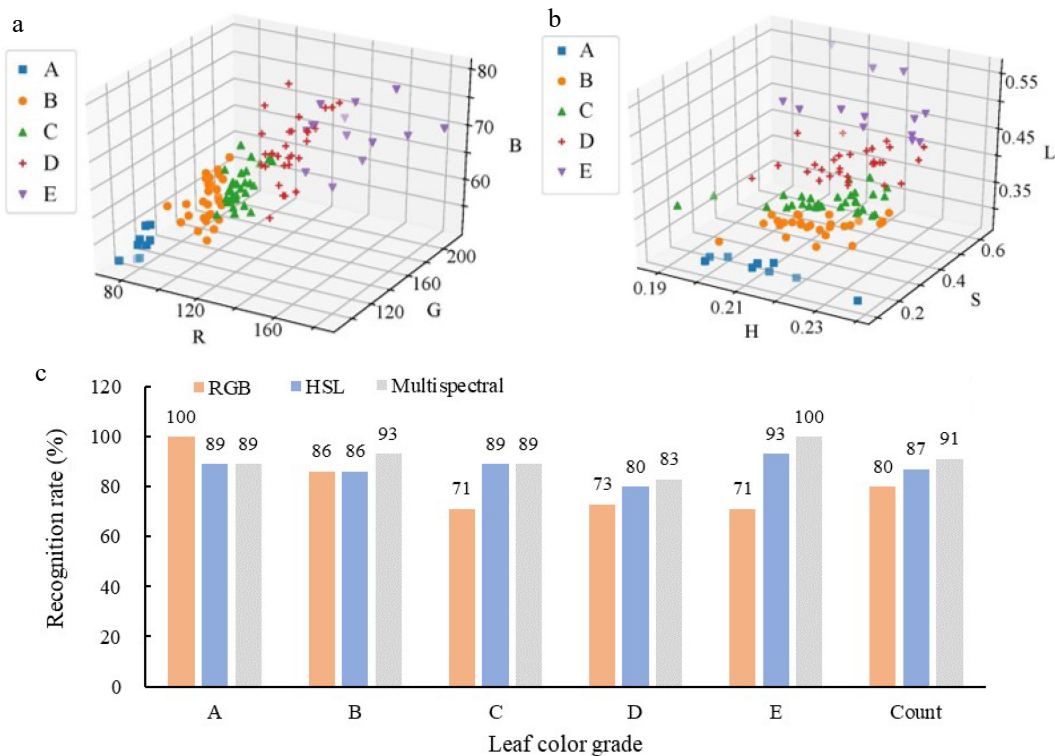 a
A
B
C
D
E
80
70
60
B
200
160
120
G
80
120
160
R
b
A
B
C
D
E
0.55
0.45
0.35
L
0.6
0.4
0.2
S
0.19
0.21
0.23
H
c
RGB HSL Multispectral
Recognition rate (%)
120
100
80
60
40
20
0
100 89 89
86 86 93
71 89 89
73 80 83
71 93 100
80 87 91
A B C D E Count
Leaf color grade